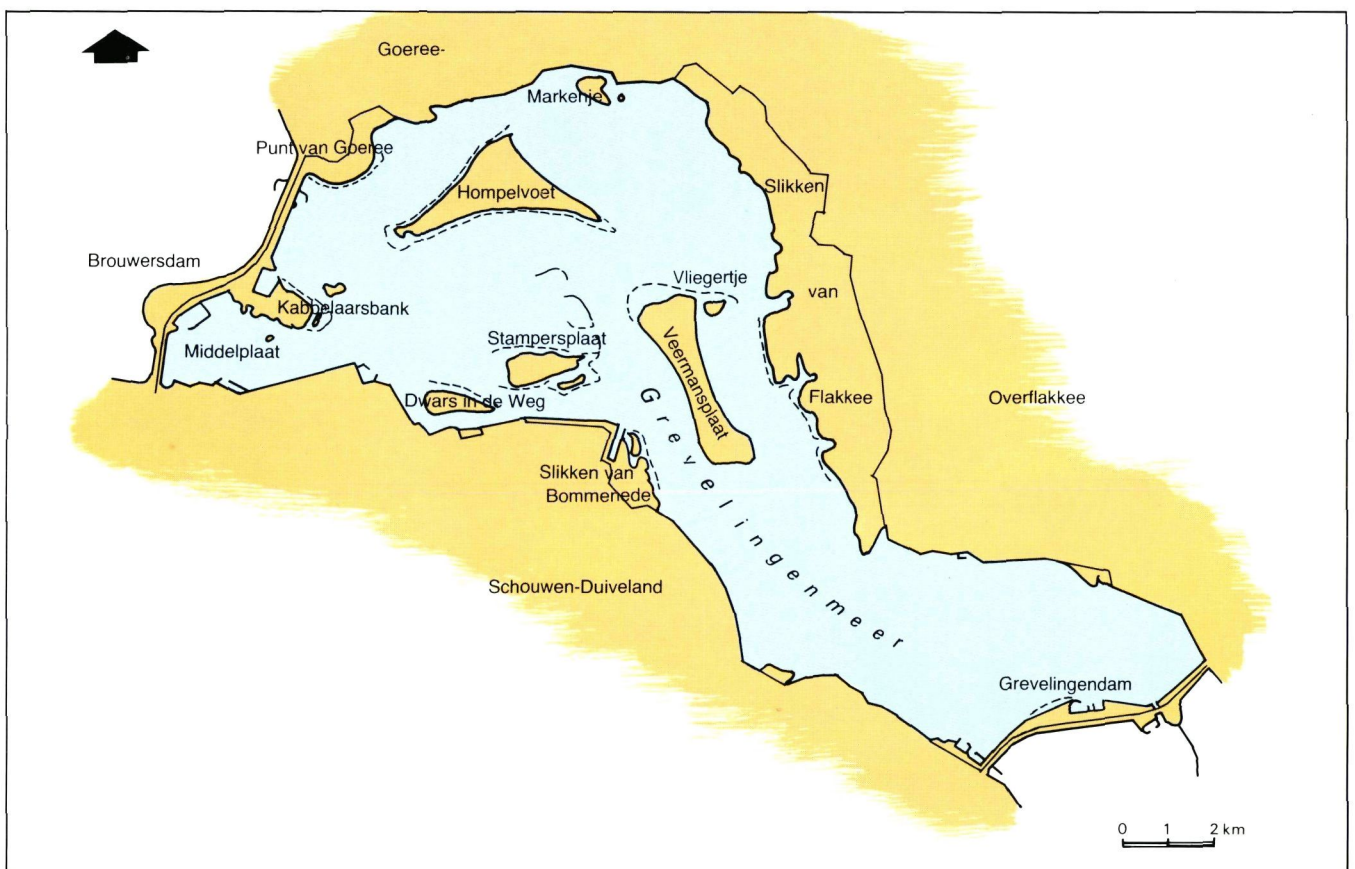 Goeree-
Markenje
Punt van Goeree
Hompelvoet
Slikken
Brouwersdam
Vliegertje
van
Kabbelaarsbank
Stampersplaat
Middelplaat
Veermansplaat
Dwars in de Weg
Flakkee
Overflakkee
Grevelingenmeer
Slikken van
Bommenede
Schouwen-Duiveland
Grevelingendam
0 1 2 km